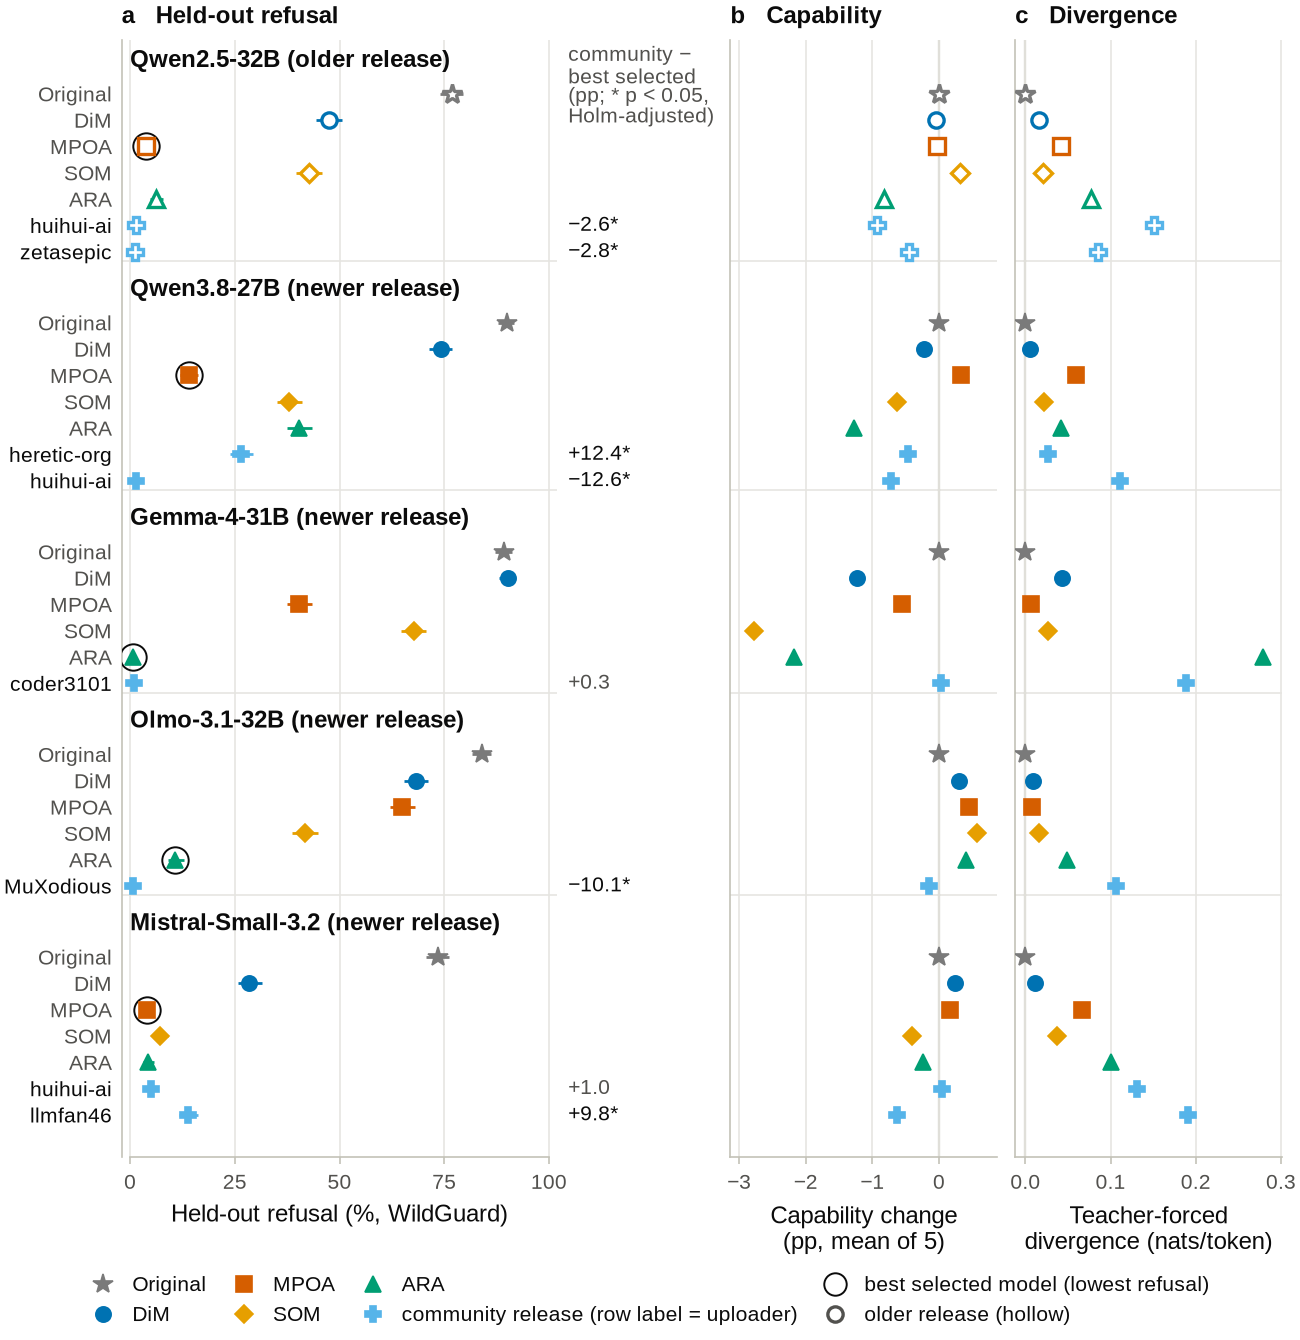 a Held-out refusal
b Capability
c Divergence
Qwen2.5-32B (older release)
community −
best selected
(pp; * p < 0.05,
Holm-adjusted)
Original
DiM
MPOA
SOM
ARA
huihui-ai −2.6*
zetasepic −2.8*
Qwen3.8-27B (newer release)
Original
DiM
MPOA
SOM
ARA
heretic-org +12.4*
huihui-ai −12.6*
Gemma-4-31B (newer release)
Original
DiM
MPOA
SOM
ARA
coder3101 +0.3
Olmo-3.1-32B (newer release)
Original
DiM
MPOA
SOM
ARA
MuXodious −10.1*
Mistral-Small-3.2 (newer release)
Original
DiM
MPOA
SOM
ARA
huihui-ai +1.0
llmfan46 +9.8*
0 25 50 75 100
−3 −2 −1 0
0.0 0.1 0.2 0.3
Held-out refusal (%, WildGuard)
Capability change
(pp, mean of 5)
Teacher-forced
divergence (nats/token)
Original MPOA ARA best selected model (lowest refusal)
DiM SOM community release (row label = uploader) older release (hollow)